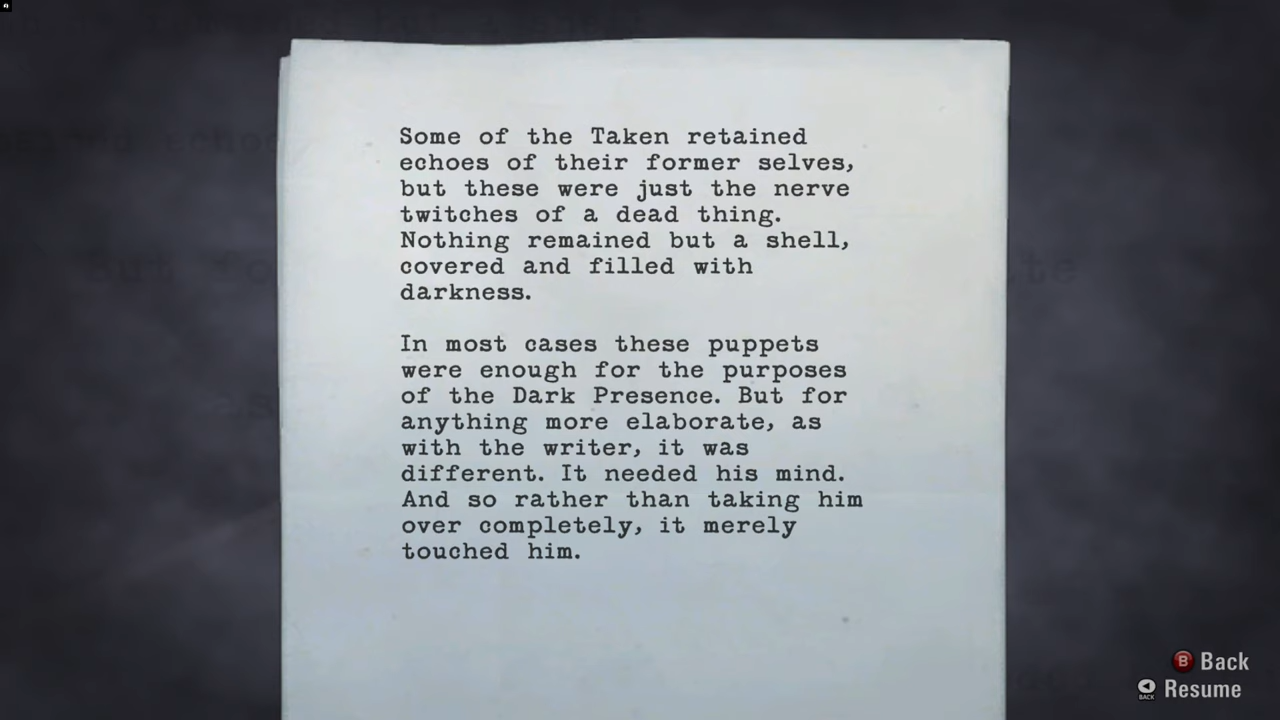 Some of the Taken retained
echoes of their former selves,
but these were just the nerve
twitches of a dead thing.
Nothing remained but a shell,
covered and filled with
darkness.
In most cases these puppets
were enough for the purposes
of the Dark Presence. But for
anything more elaborate, as
with the writer, it was
different. It needed his mind.
And so rather than taking him
over completely, it merely
touched him.
B Back
BACK Resume